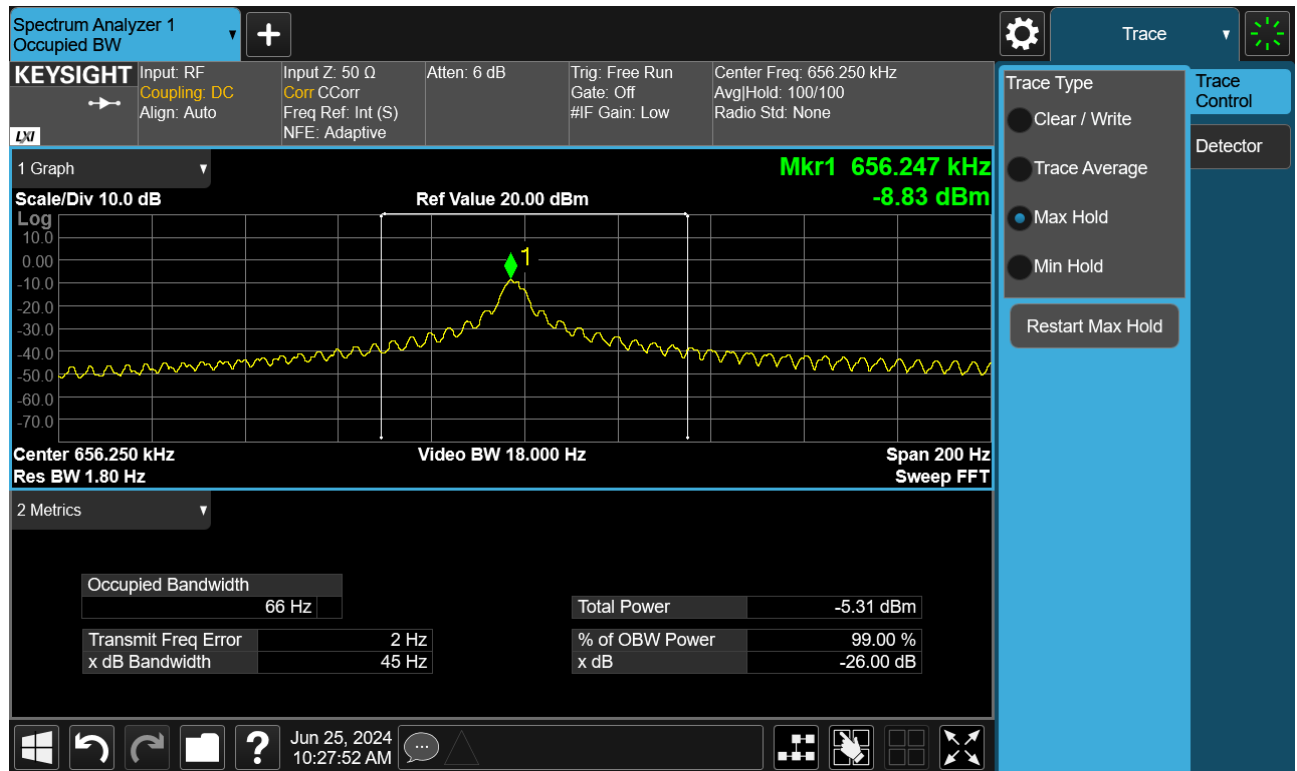 Spectrum Analyzer 1
Occupied BW
+
Trace
KEYSIGHT
LXI
Input: RF
Coupling: DC
Align: Auto
Input Z: 50 Ω
Corr CCorr
Freq Ref: Int (S)
NFE: Adaptive
Atten: 6 dB
Trig: Free Run
Gate: Off
#IF Gain: Low
Center Freq: 656.250 kHz
Avg|Hold: 100/100
Radio Std: None
Trace Type
Clear / Write
Trace Average
Max Hold
Min Hold
Restart Max Hold
Trace
Control
Detector
1 Graph
Mkr1 656.247 kHz
-8.83 dBm
Scale/Div 10.0 dB
Ref Value 20.00 dBm
Log
10.0
0.00
-10.0
-20.0
-30.0
-40.0
-50.0
-60.0
-70.0
1
Center 656.250 kHz
Video BW 18.000 Hz
Span 200 Hz
Res BW 1.80 Hz
Sweep FFT
2 Metrics
Occupied Bandwidth
66 Hz
Total Power -5.31 dBm
Transmit Freq Error 2 Hz
% of OBW Power 99.00 %
x dB Bandwidth 45 Hz
x dB -26.00 dB
?
Jun 25, 2024
10:27:52 AM